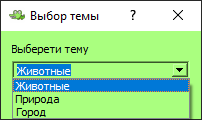 Выбор темы ?
Выберети тему
Животные
Животные
Природа
Город